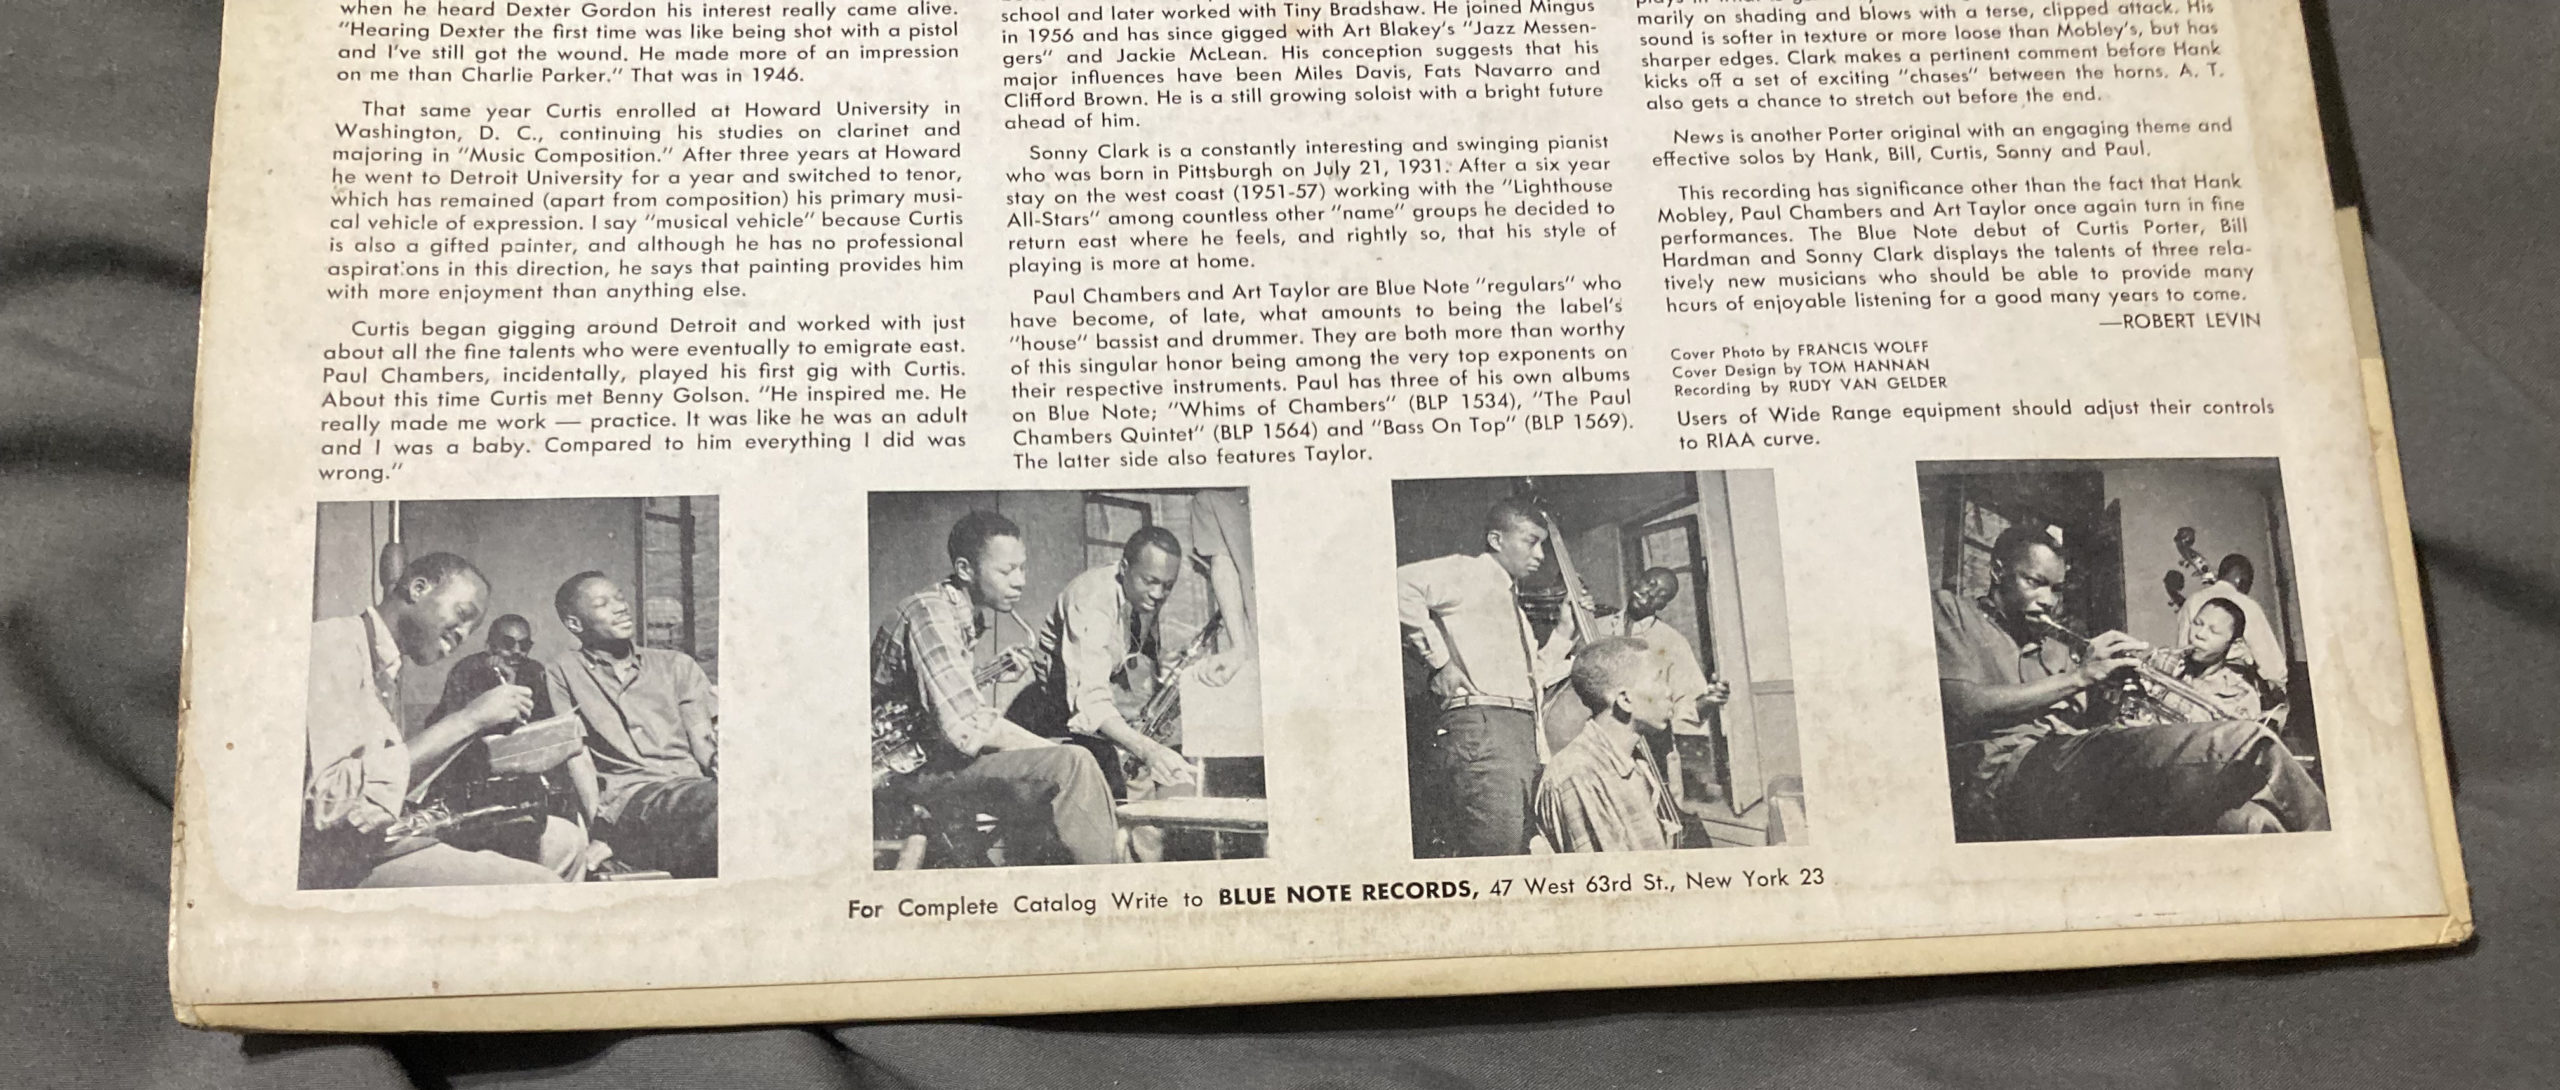 when he heard Dexter Gordon his interest really came alive.
"Hearing Dexter the first time was like being shot with a pistol
and I've still got the wound. He made more of an impression
on me than Charlie Parker." That was in 1946.
That same year Curtis enrolled at Howard University in
Washington, D. C., continuing his studies on clarinet and
majoring in "Music Composition." After three years at Howard
he went to Detroit University for a year and switched to tenor,
which has remained (apart from composition) his primary musi-
cal vehicle of expression. I say "musical vehicle" because Curtis
is also a gifted painter, and although he has no professional
aspirations in this direction, he says that painting provides him
with more enjoyment than anything else.
Curtis began gigging around Detroit and worked with just
about all the fine talents who were eventually to emigrate east.
Paul Chambers, incidentally, played his first gig with Curtis.
About this time Curtis met Benny Golson. "He inspired me. He
really made me work — practice. It was like he was an adult
and I was a baby. Compared to him everything I did was
wrong."
school and later worked with Tiny Bradshaw. He joined Mingus
in 1956 and has since gigged with Art Blakey's "Jazz Messen-
gers" and Jackie McLean. His conception suggests that his
major influences have been Miles Davis, Fats Navarro and
Clifford Brown. He is a still growing soloist with a bright future
ahead of him.
Sonny Clark is a constantly interesting and swinging pianist
who was born in Pittsburgh on July 21, 1931. After a six year
stay on the west coast (1951-57) working with the "Lighthouse
All-Stars" among countless other "name" groups he decided to
return east where he feels, and rightly so, that his style of
playing is more at home.
Paul Chambers and Art Taylor are Blue Note "regulars" who
have become, of late, what amounts to being the label's
"house" bassist and drummer. They are both more than worthy
of this singular honor being among the very top exponents on
their respective instruments. Paul has three of his own albums
on Blue Note; "Whims of Chambers" (BLP 1534), "The Paul
Chambers Quintet" (BLP 1564) and "Bass On Top" (BLP 1569).
The latter side also features Taylor.
marily on shading and blows with a terse, clipped attack. His
sound is softer in texture or more loose than Mobley's, but has
sharper edges. Clark makes a pertinent comment before Hank
kicks off a set of exciting "chases" between the horns. A. T.
also gets a chance to stretch out before the end.
News is another Porter original with an engaging theme and
effective solos by Hank, Bill, Curtis, Sonny and Paul.
This recording has significance other than the fact that Hank
Mobley, Paul Chambers and Art Taylor once again turn in fine
performances. The Blue Note debut of Curtis Porter, Bill
Hardman and Sonny Clark displays the talents of three rela-
tively new musicians who should be able to provide many
hours of enjoyable listening for a good many years to come.
—ROBERT LEVIN
Cover Photo by FRANCIS WOLFF
Cover Design by TOM HANNAN
Recording by RUDY VAN GELDER
Users of Wide Range equipment should adjust their controls
to RIAA curve.
For Complete Catalog Write to BLUE NOTE RECORDS, 47 West 63rd St., New York 23